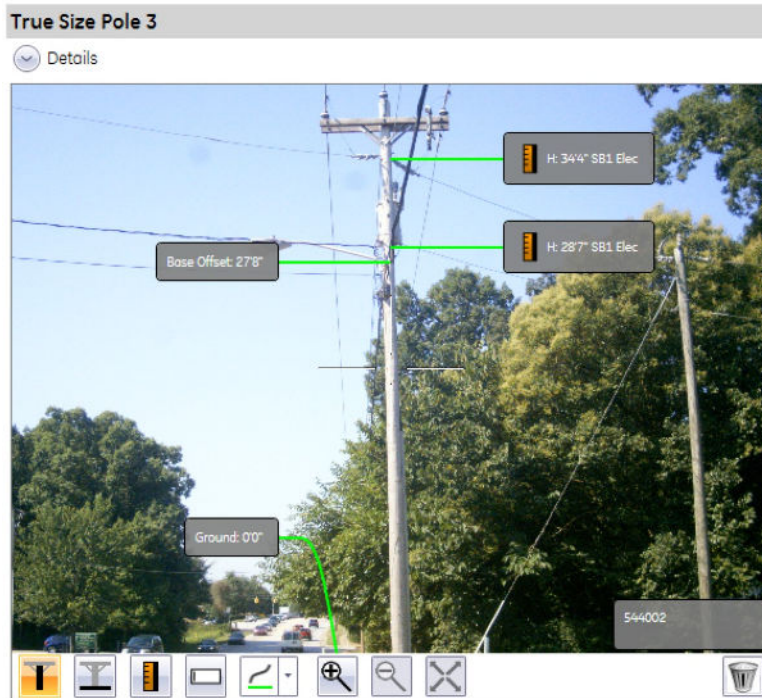 True Size Pole 3
Details
H: 34'4" SB1 Elec
H: 28'7" SB1 Elec
Base Offset: 27'8"
Ground: 0'0"
544002